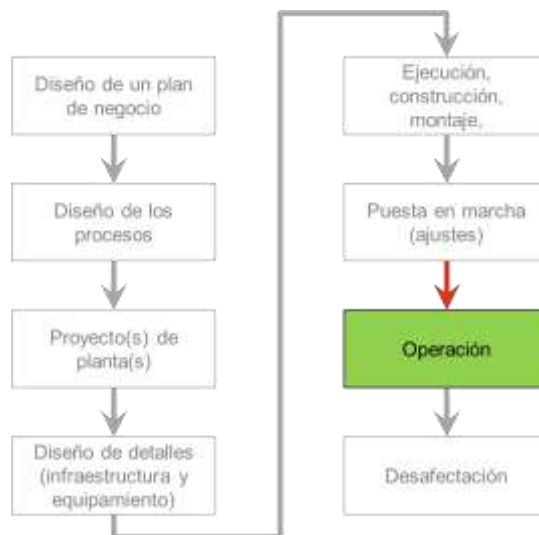 Diseño de un plan
de negocio
Diseño de los
procesos
Proyecto(s) de
planta(s)
Diseño de detalles
(infraestructura y
equipamiento)
Ejecución,
construcción,
montaje,
Puesta en marcha
(ajustes)
Operación
Desafectación